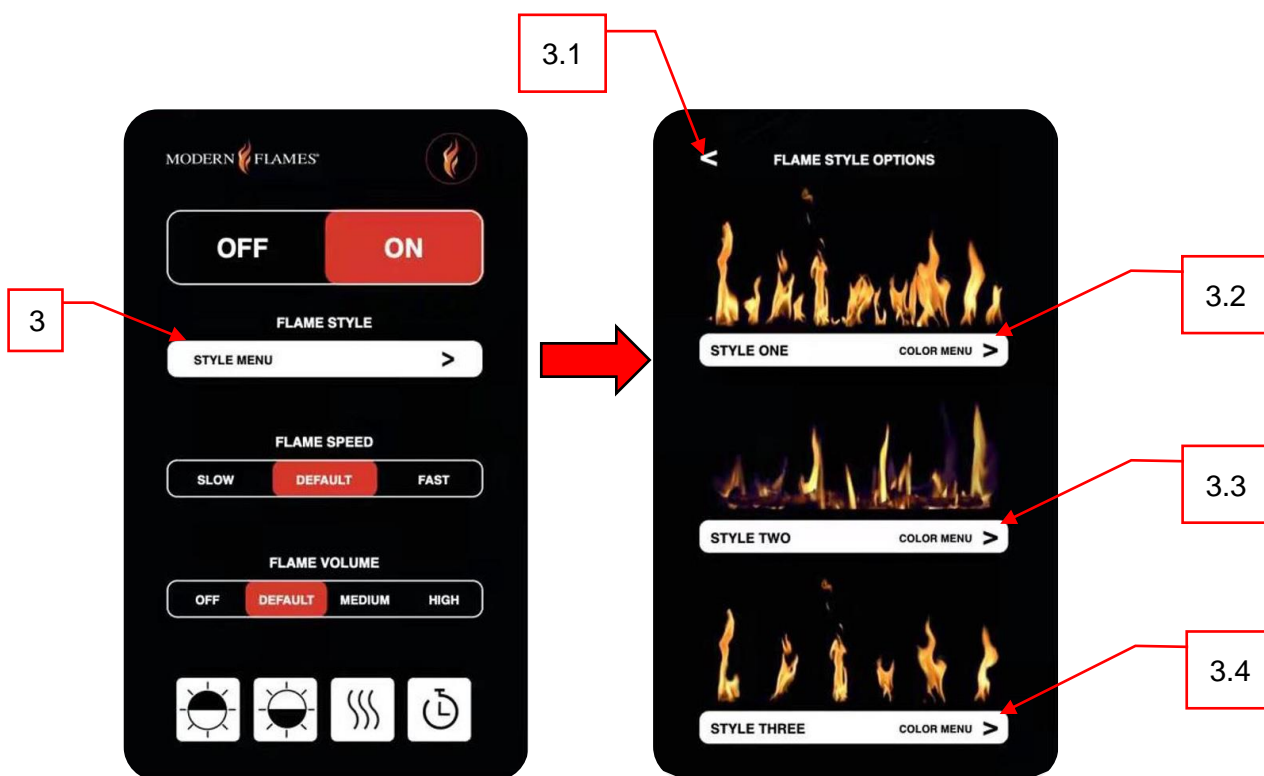 3.1
MODERN FLAMES®
OFF ON
3
FLAME STYLE
STYLE MENU >
FLAME SPEED
SLOW DEFAULT FAST
FLAME VOLUME
OFF DEFAULT MEDIUM HIGH
< FLAME STYLE OPTIONS
3.2
STYLE ONE COLOR MENU >
3.3
STYLE TWO COLOR MENU >
3.4
STYLE THREE COLOR MENU >